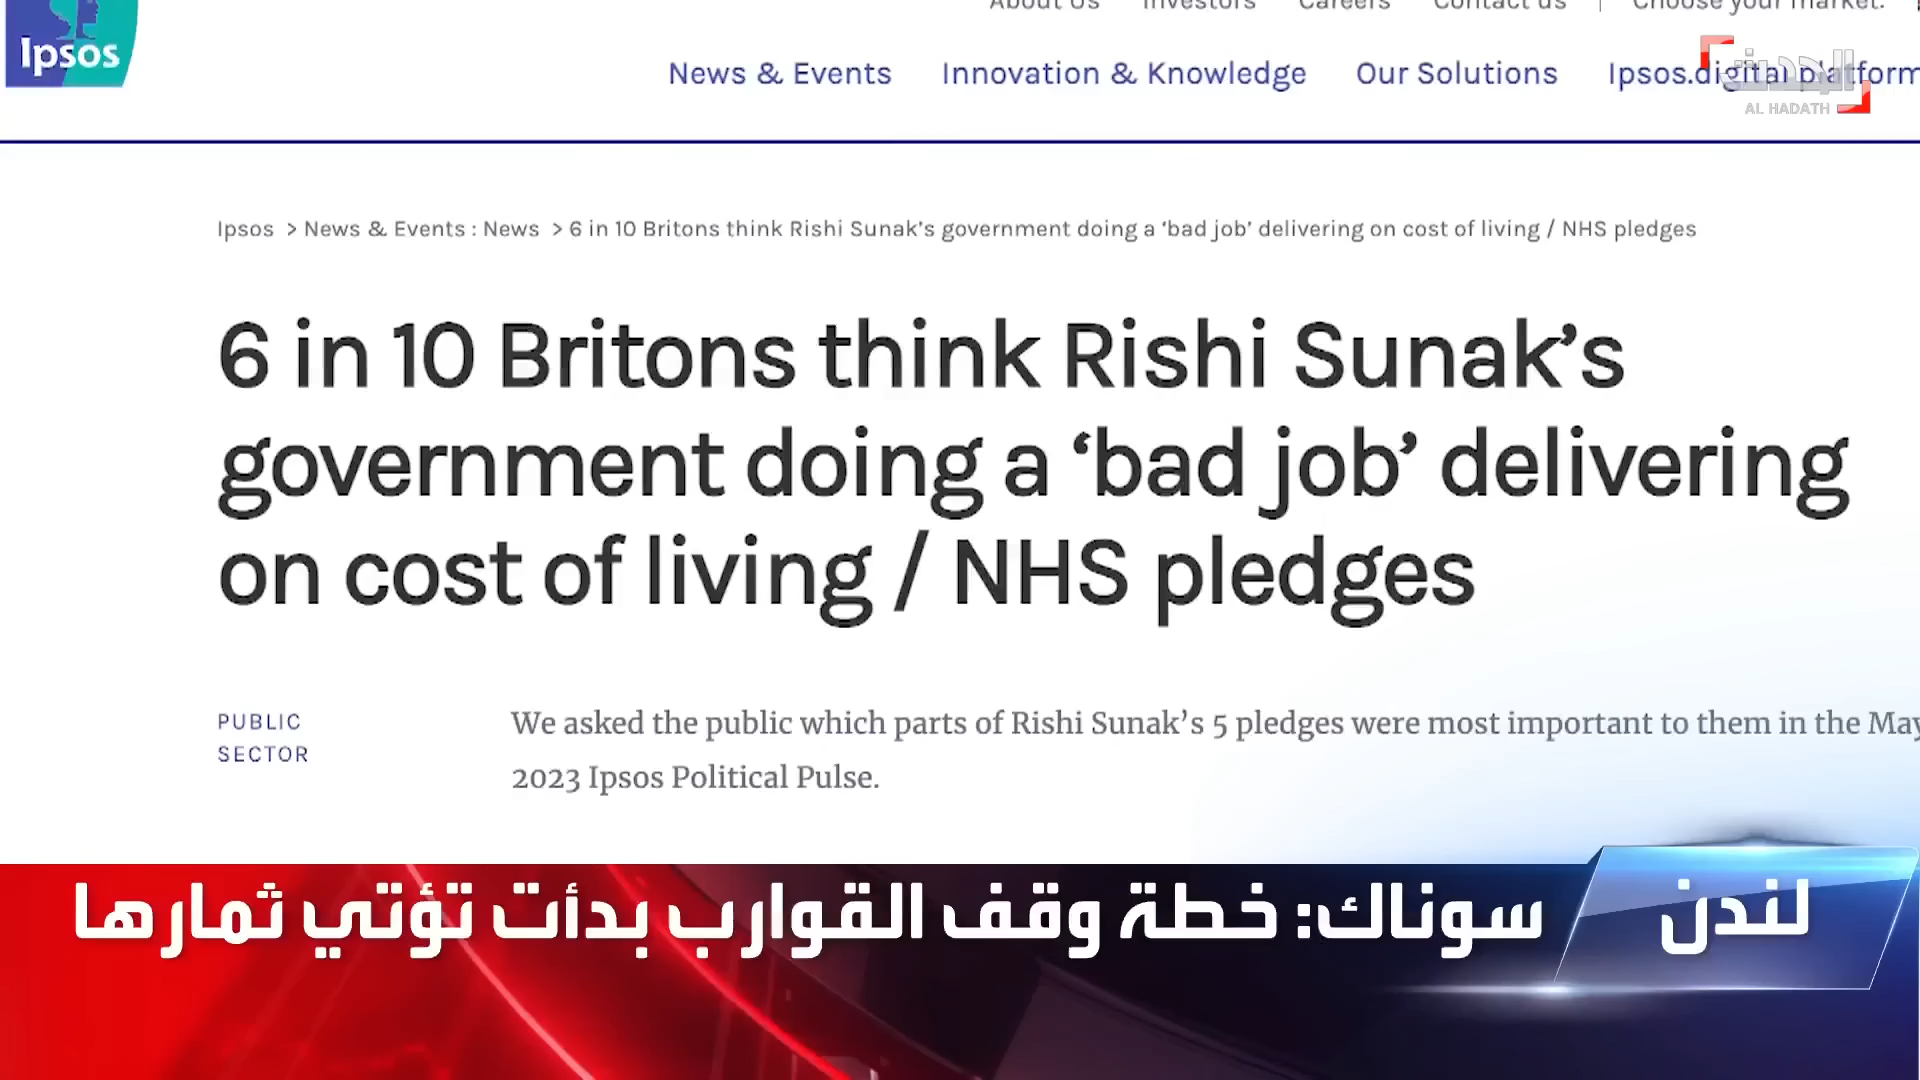 About Us Investors Careers Contact us | Choose your market:
Ipsos
News & Events Innovation & Knowledge Our Solutions Ipsos.digital platform
الحدث
AL HADATH
Ipsos > News & Events : News > 6 in 10 Britons think Rishi Sunak’s government doing a ‘bad job’ delivering on cost of living / NHS pledges
6 in 10 Britons think Rishi Sunak’s
government doing a ‘bad job’ delivering
on cost of living / NHS pledges
PUBLIC
SECTOR
We asked the public which parts of Rishi Sunak’s 5 pledges were most important to them in the May
2023 Ipsos Political Pulse.
لندن
سوناك: خطة وقف القوارب بدأت تؤتي ثمارها